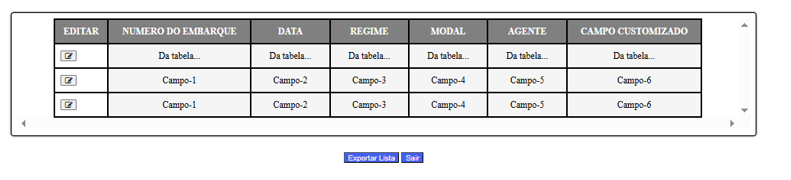 EDITAR NUMERO DO EMBARQUE DATA REGIME MODAL AGENTE CAMPO CUSTOMIZADO
Da tabela... Da tabela... Da tabela... Da tabela... Da tabela... Da tabela...
Campo-1 Campo-2 Campo-3 Campo-4 Campo-5 Campo-6
Campo-1 Campo-2 Campo-3 Campo-4 Campo-5 Campo-6
Exportar Lista Sair